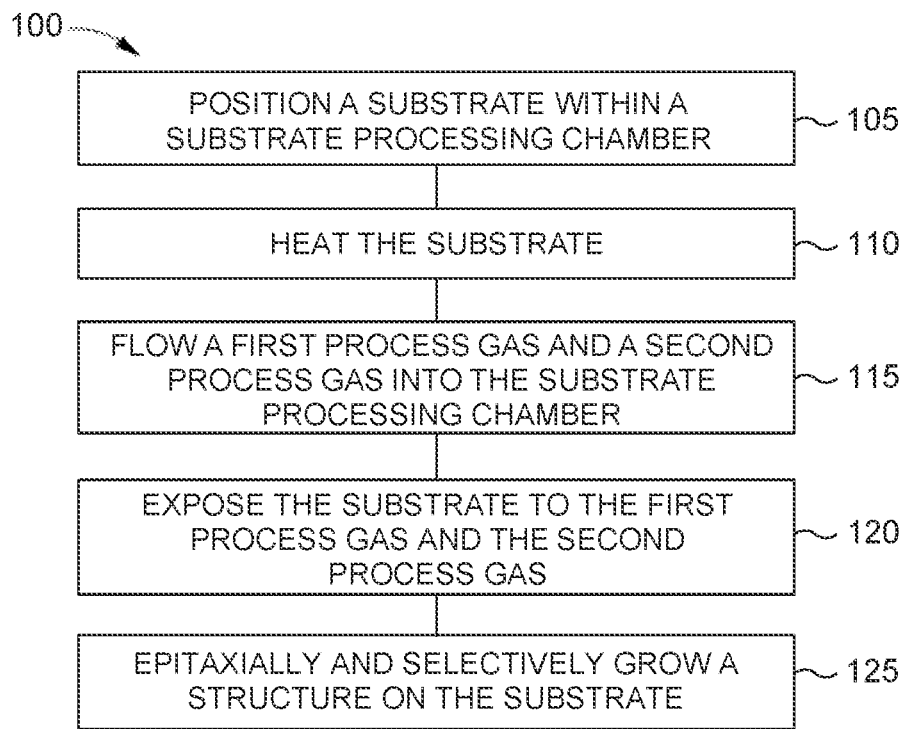 100
POSITION A SUBSTRATE WITHIN A
SUBSTRATE PROCESSING CHAMBER
105
HEAT THE SUBSTRATE
110
FLOW A FIRST PROCESS GAS AND A SECOND
PROCESS GAS INTO THE SUBSTRATE
PROCESSING CHAMBER
115
EXPOSE THE SUBSTRATE TO THE FIRST
PROCESS GAS AND THE SECOND
PROCESS GAS
120
EPITAXIALLY AND SELECTIVELY GROW A
STRUCTURE ON THE SUBSTRATE
125